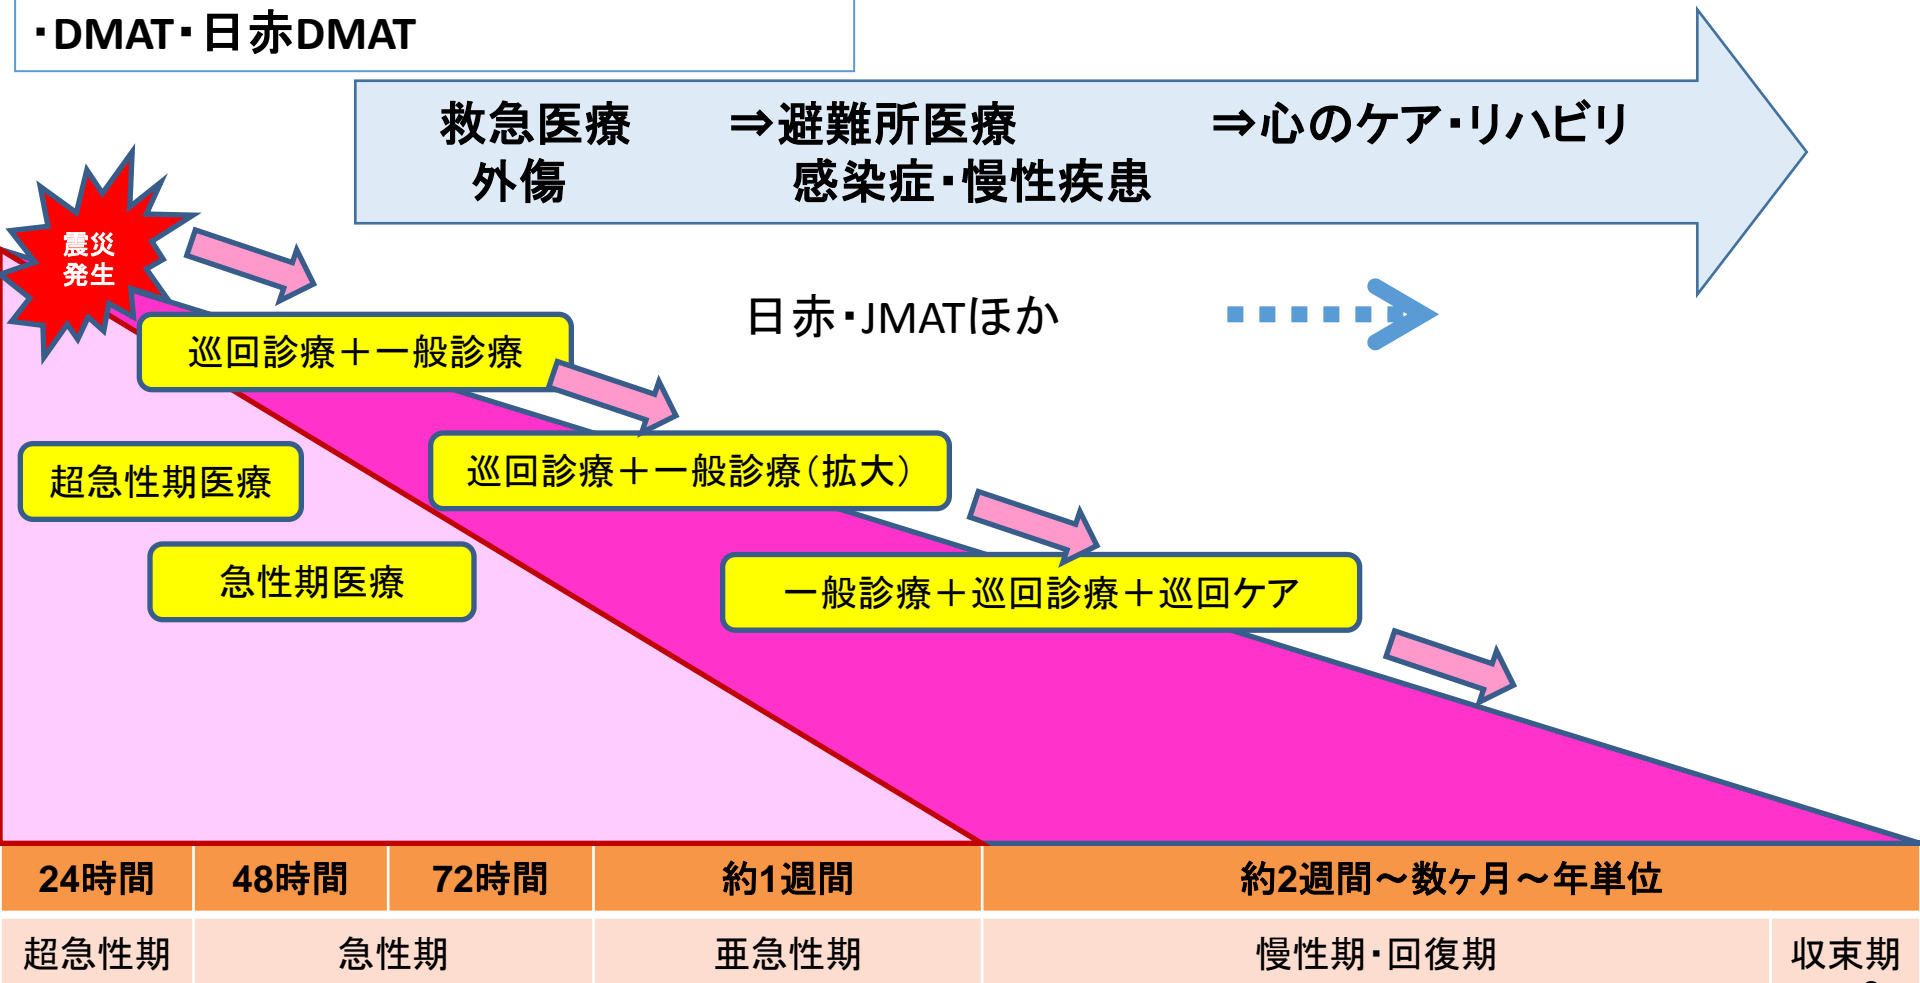 ・DMAT・日赤DMAT
救急医療 ⇒避難所医療 ⇒心のケア・リハビリ
外傷 感染症・慢性疾患
震災
発生
日赤・JMATほか
巡回診療＋一般診療
巡回診療＋一般診療（拡大）
超急性期医療
急性期医療
一般診療＋巡回診療＋巡回ケア
24時間 48時間 72時間 約1週間 約2週間～数ヶ月～年単位
超急性期 急性期 亜急性期 慢性期・回復期 収束期